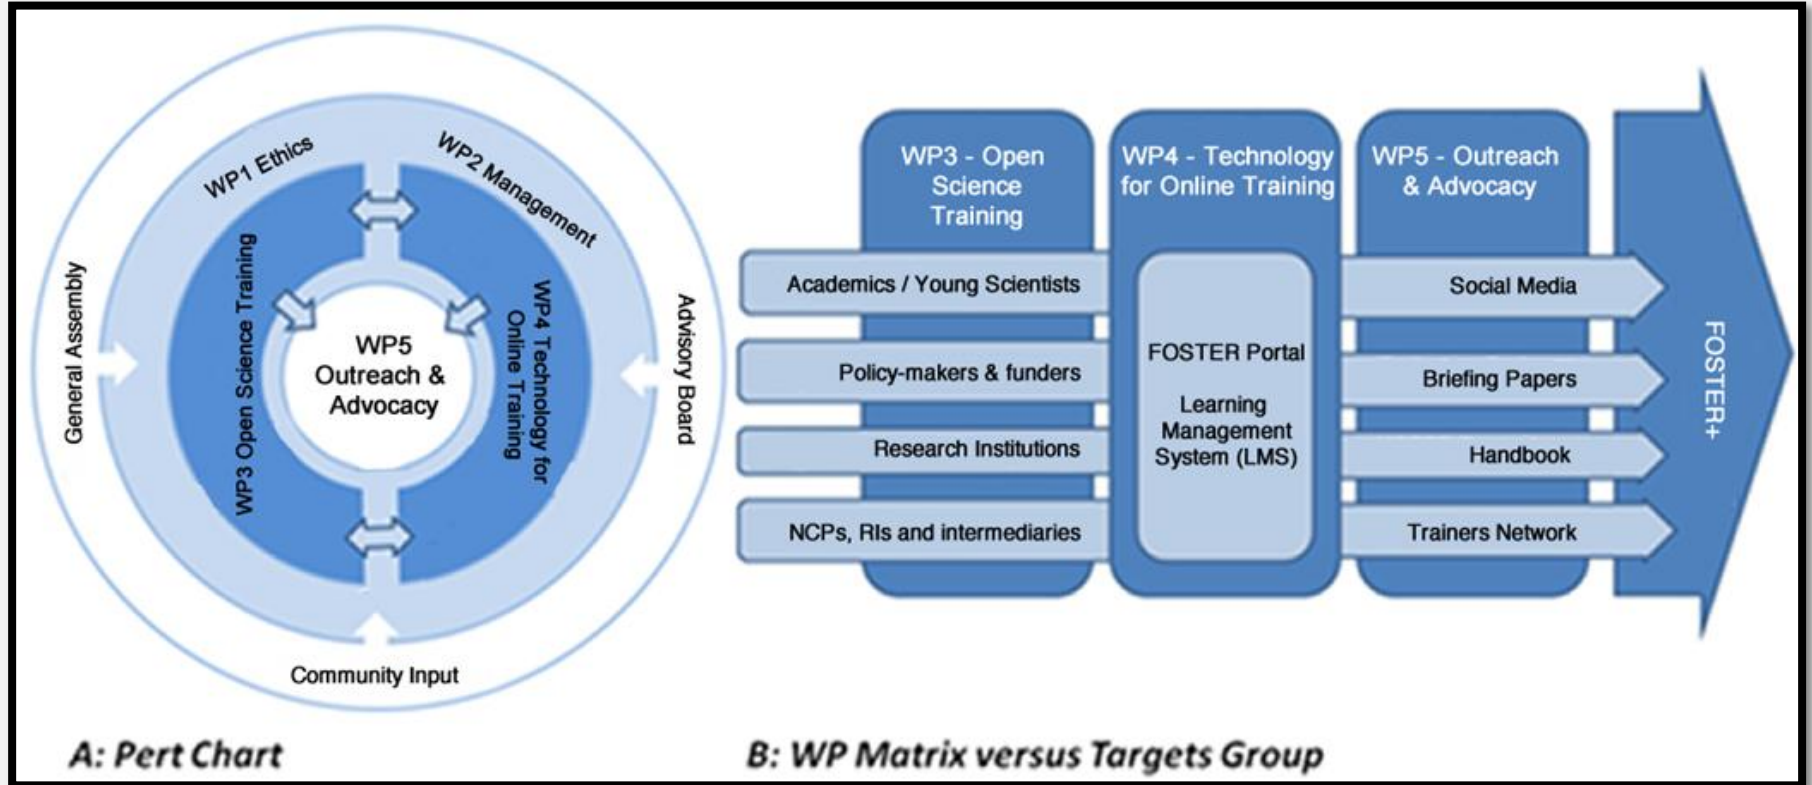 WP1 Ethics
WP2 Management
General Assembly
WP3 Open Science Training
WP5
Outreach &
Advocacy
WP4 Technology for
Online Training
Advisory Board
Community Input
A: Pert Chart
WP3 - Open
Science
Training
WP4 - Technology
for Online Training
WP5 - Outreach
& Advocacy
Academics / Young Scientists
Policy-makers & funders
Research Institutions
NCPs, RIs and intermediaries
FOSTER Portal
Learning
Management
System (LMS)
Social Media
Briefing Papers
Handbook
Trainers Network
FOSTER+
B: WP Matrix versus Targets Group